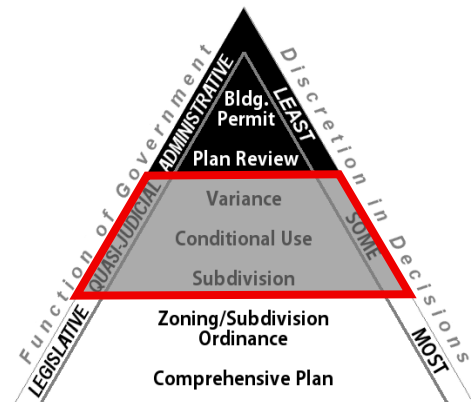 Function of Government
Discretion in Decisions
ADMINISTRATIVE
LEAST
Bldg.
Permit
Plan Review
QUASI-JUDICIAL
SOME
Variance
Conditional Use
Subdivision
LEGISLATIVE
MOST
Zoning/Subdivision
Ordinance
Comprehensive Plan